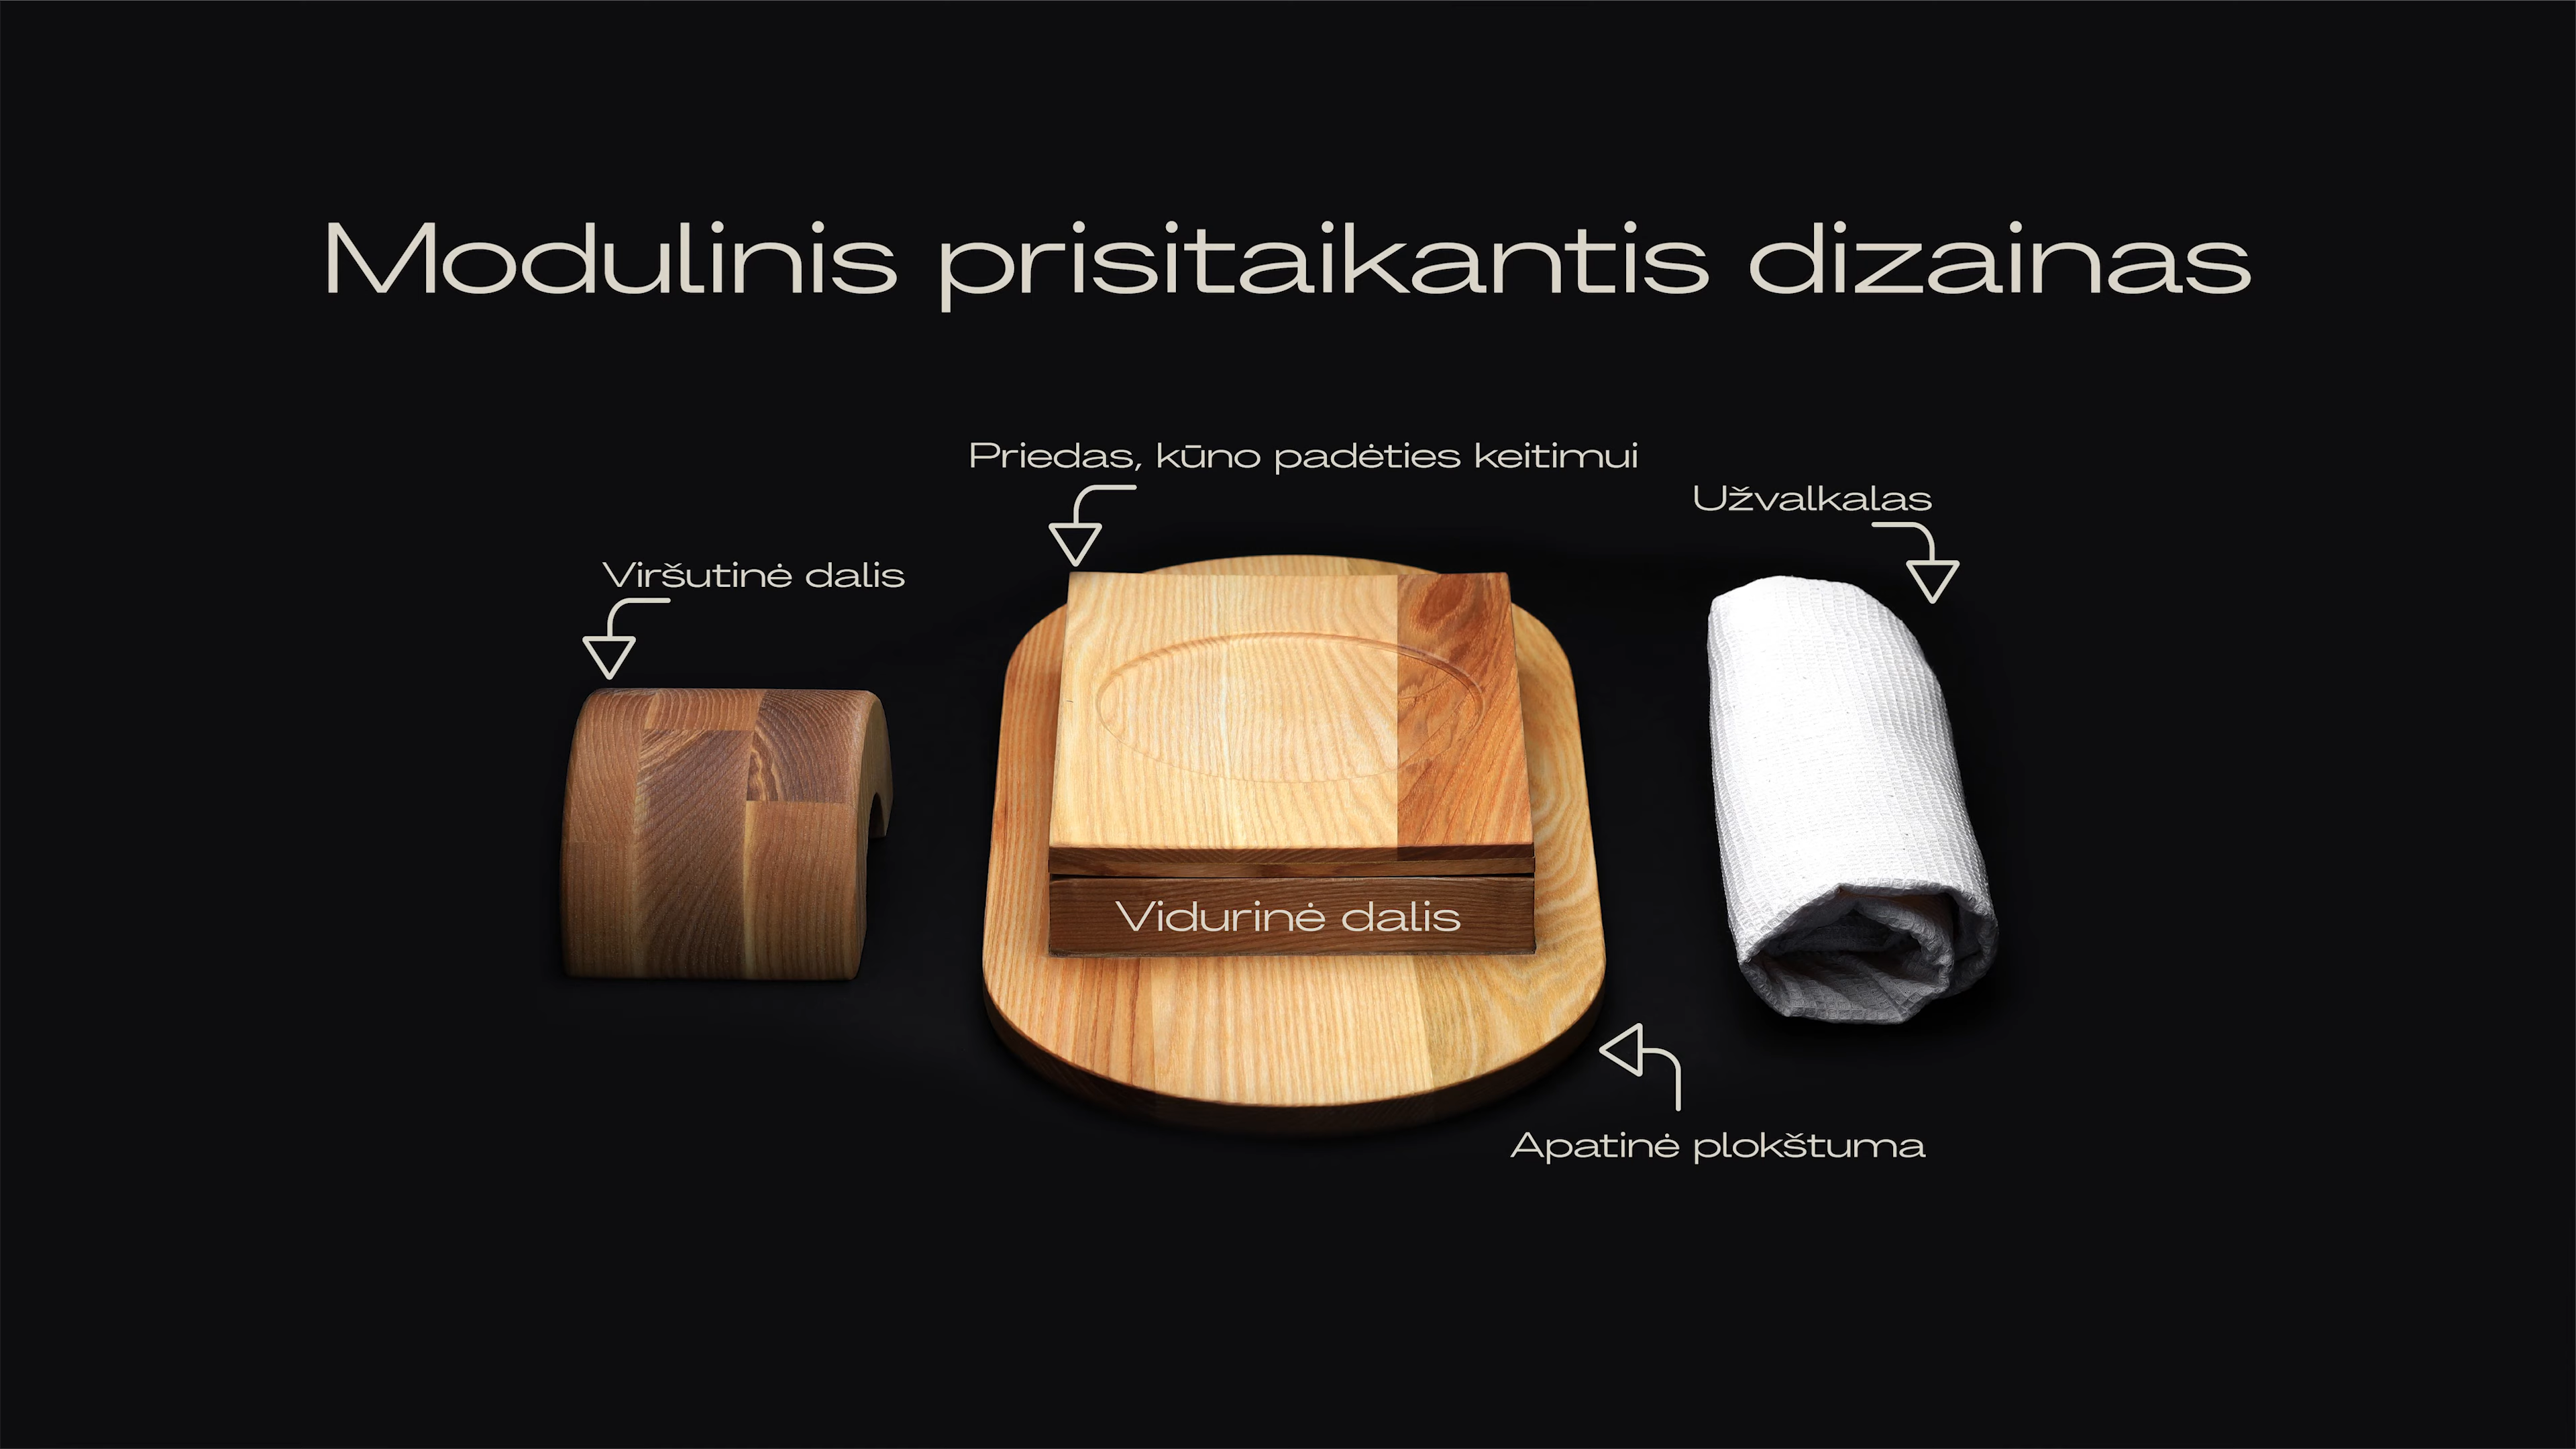 Modulinis prisitaikantis dizainas
Priedas, kūno padėties keitimui
Užvalkalas
Viršutinė dalis
Vidurinė dalis
Apatinė plokštuma